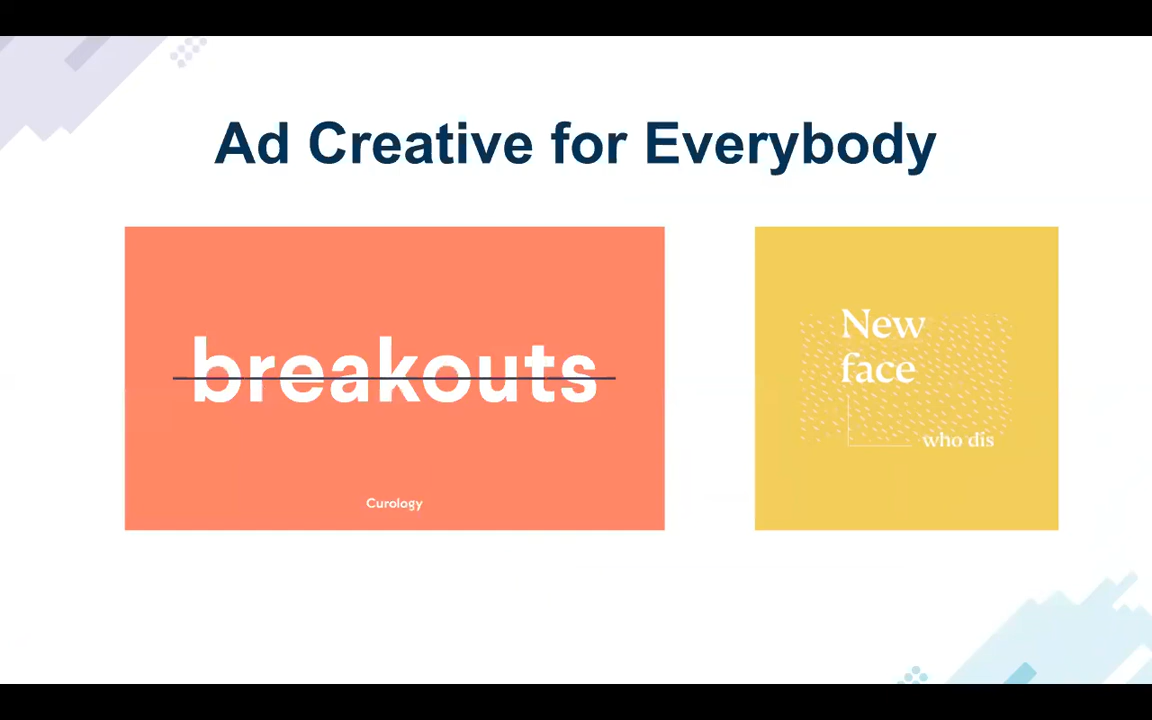 Ad Creative for Everybody
breakouts
Curology
New
face
who dis